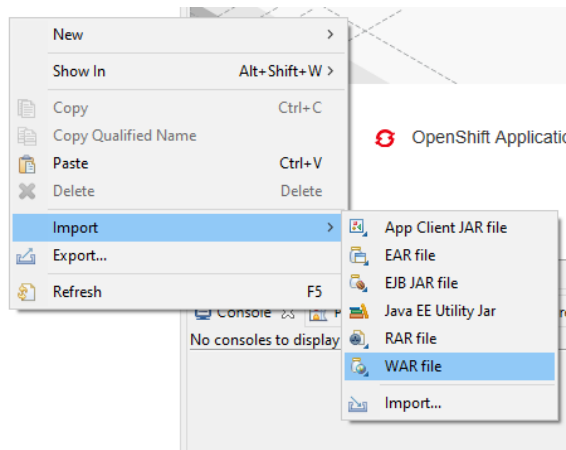 New
Show In Alt+Shift+W >
Copy Ctrl+C
Copy Qualified Name
Paste Ctrl+V
Delete Delete
Import
Export...
Refresh F5
OpenShift
App Client JAR file
EAR file
EJB JAR file
Java EE Utility Jar
RAR file
WAR file
Import...
Console
No consoles to display